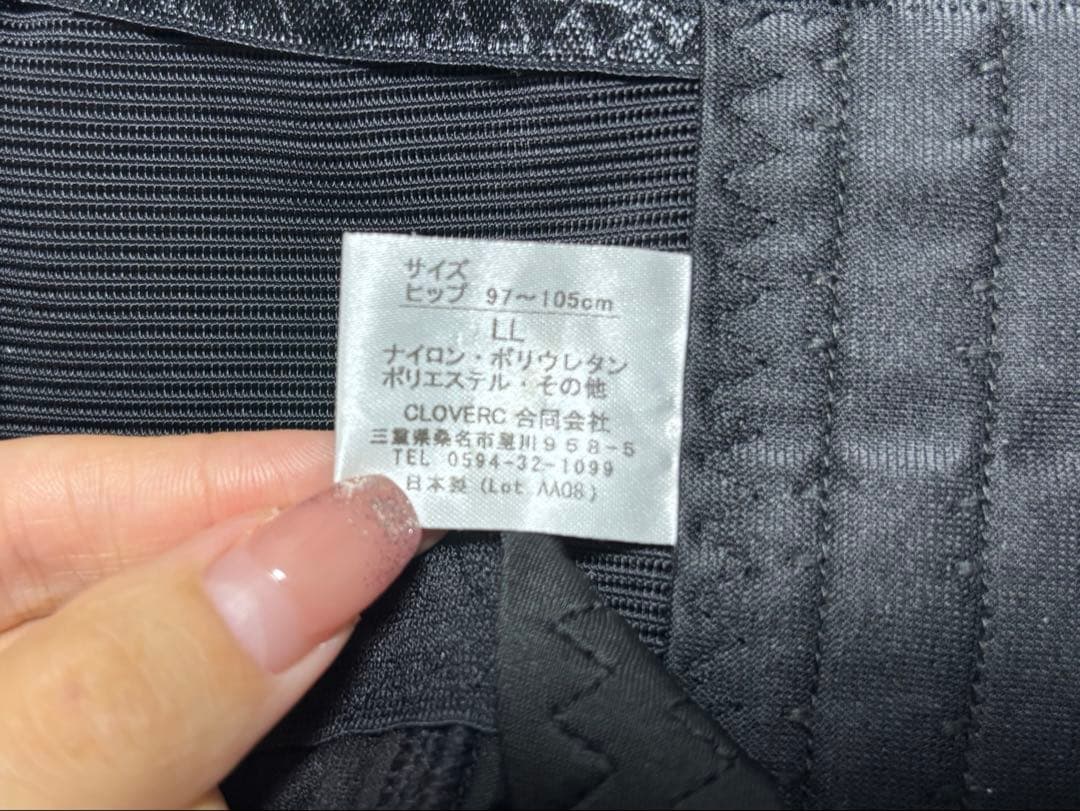 サイズ
ヒップ 97～105cm
LL
ナイロン・ポリウレタン
ポリエステル・その他
CLOVERC 合同会社
三重県桑名市星川958-5
TEL 0594-32-1099
日本製 (Lot AA08)